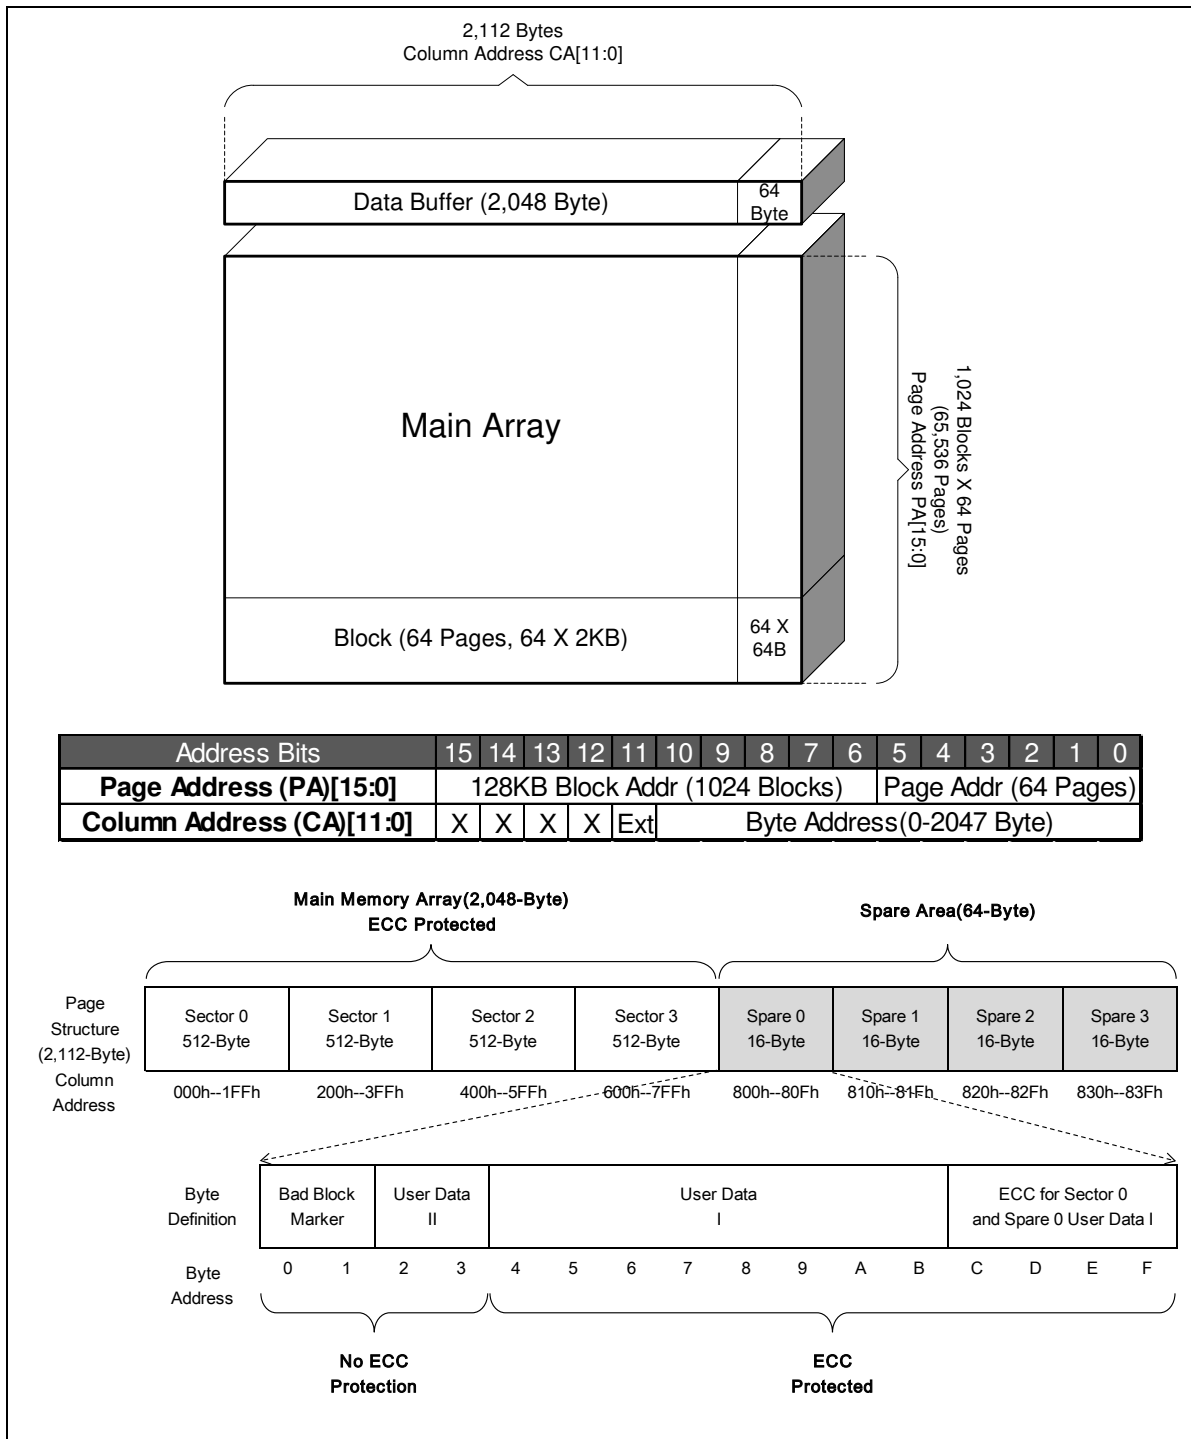 2,112 Bytes
Column Address CA[11:0]
Data Buffer (2,048 Byte)
64
Byte
Main Array
1,024 Blocks X 64 Pages
(65,536 Pages)
Page Address PA[15:0]
Block (64 Pages, 64 X 2KB)
64 X
64B
Address Bits 15 14 13 12 11 10 9 8 7 6 5 4 3 2 1 0
Page Address (PA)[15:0] 128KB Block Addr (1024 Blocks) Page Addr (64 Pages)
Column Address (CA)[11:0] X X X X Ext Byte Address(0-2047 Byte)
Main Memory Array(2,048-Byte)
ECC Protected
Spare Area(64-Byte)
Page
Structure
(2,112-Byte)
Column
Address
Sector 0
512-Byte
Sector 1
512-Byte
Sector 2
512-Byte
Sector 3
512-Byte
Spare 0
16-Byte
Spare 1
16-Byte
Spare 2
16-Byte
Spare 3
16-Byte
000h--1FFh 200h--3FFh 400h--5FFh 600h--7FFh 800h--80Fh 810h--81Fh 820h--82Fh 830h--83Fh
Byte
Definition
Bad Block
Marker
User Data
II
User Data
I
ECC for Sector 0
and Spare 0 User Data I
Byte
Address
0 1 2 3 4 5 6 7 8 9 A B C D E F
No ECC
Protection
ECC
Protected